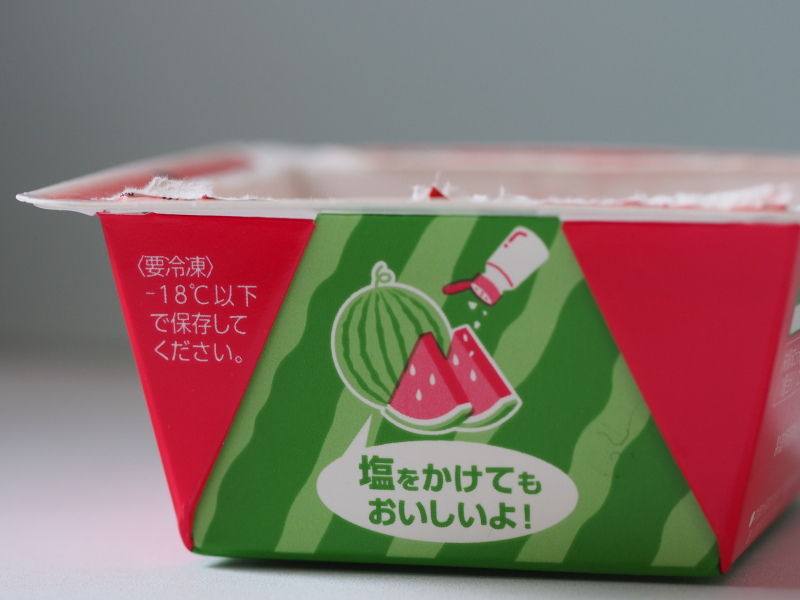 〈要冷凍〉
-18℃以下
で保存して
ください。
塩をかけても
おいしいよ!